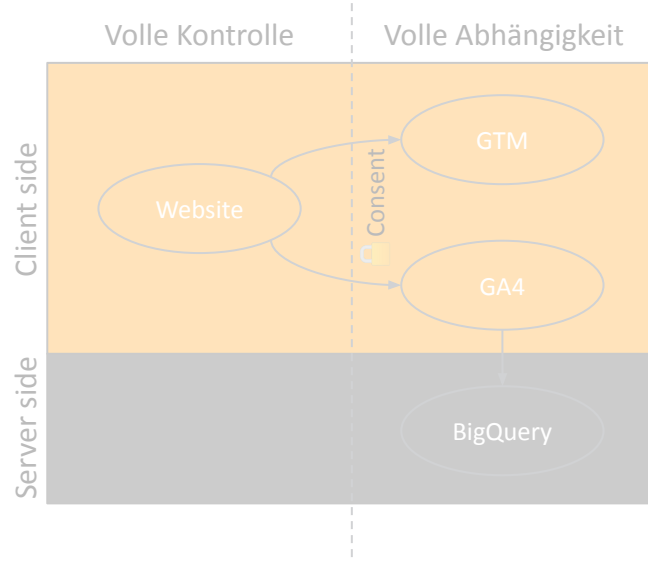 Volle Kontrolle
Volle Abhängigkeit
Client side
Website
Consent
GTM
GA4
Server side
BigQuery